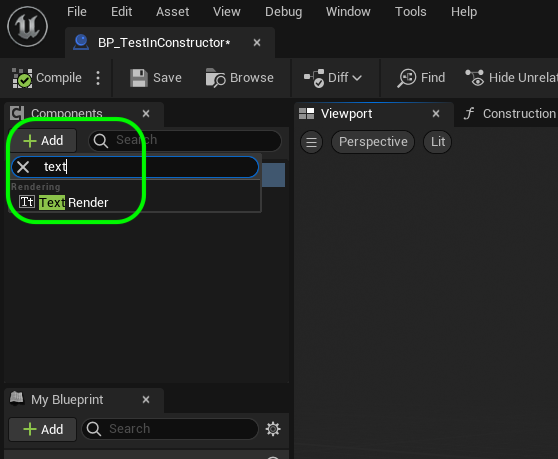 File Edit Asset View Debug Window Tools Help
BP_TestInConstructor*
Compile Save Browse Diff Find Hide Unrela
Components Viewport Construction
Add Search Perspective Lit
text
Rendering
Tt Text Render
My Blueprint
Add Search